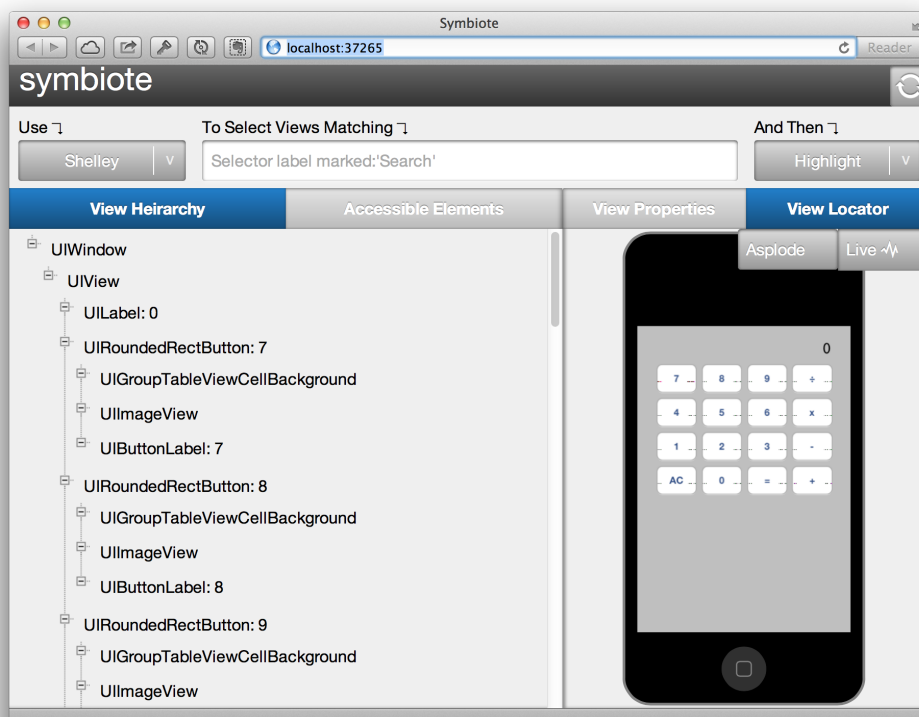 Symbiote
localhost:37265
Reader
symbiote
Use
To Select Views Matching
And Then
Shelley
v
Selector label marked:'Search'
Highlight
v
View Heirarchy
Accessible Elements
View Properties
View Locator
Asplode
Live
UIWindow
UIView
UILabel: 0
UIRoundedRectButton: 7
UIGroupTableViewCellBackground
UIImageView
UIButtonLabel: 7
UIRoundedRectButton: 8
UIGroupTableViewCellBackground
UIImageView
UIButtonLabel: 8
UIRoundedRectButton: 9
UIGroupTableViewCellBackground
UIImageView
0
7 8 9 ÷
4 5 6 x
1 2 3 -
AC 0 = +